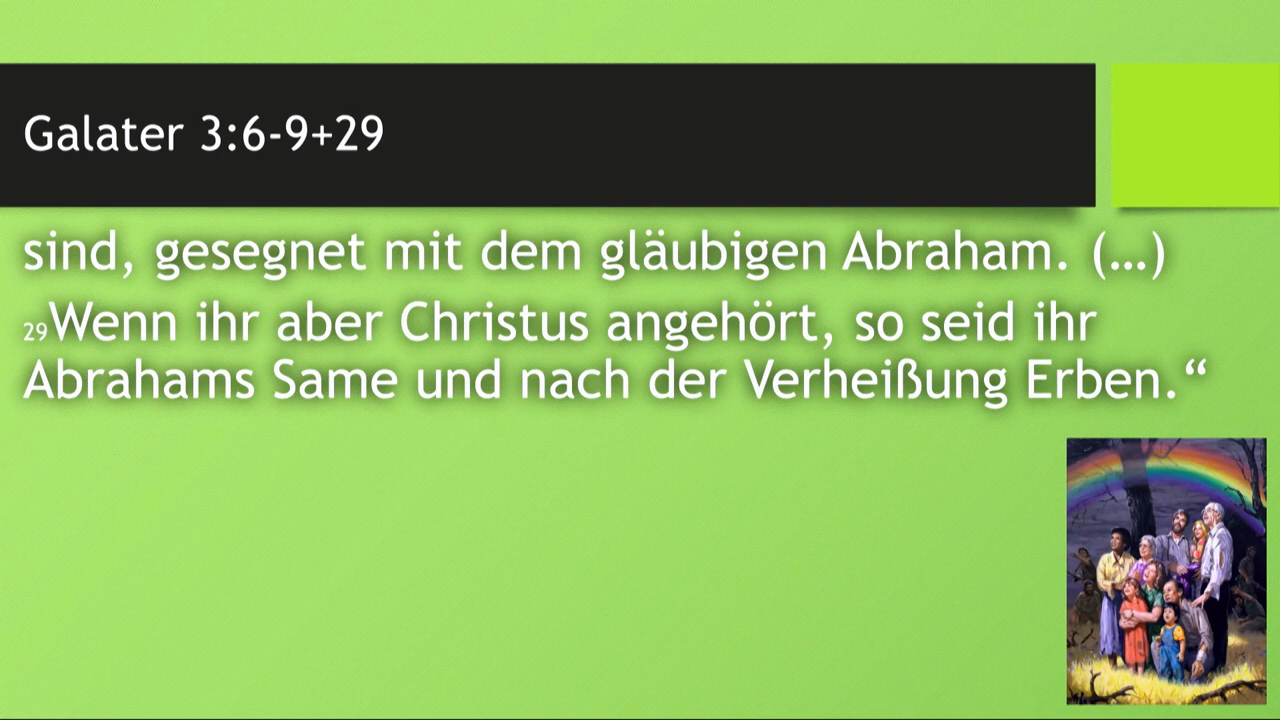 Galater 3:6-9+29
sind, gesegnet mit dem gläubigen Abraham. (…)
29Wenn ihr aber Christus angehört, so seid ihr
Abrahams Same und nach der Verheißung Erben.“